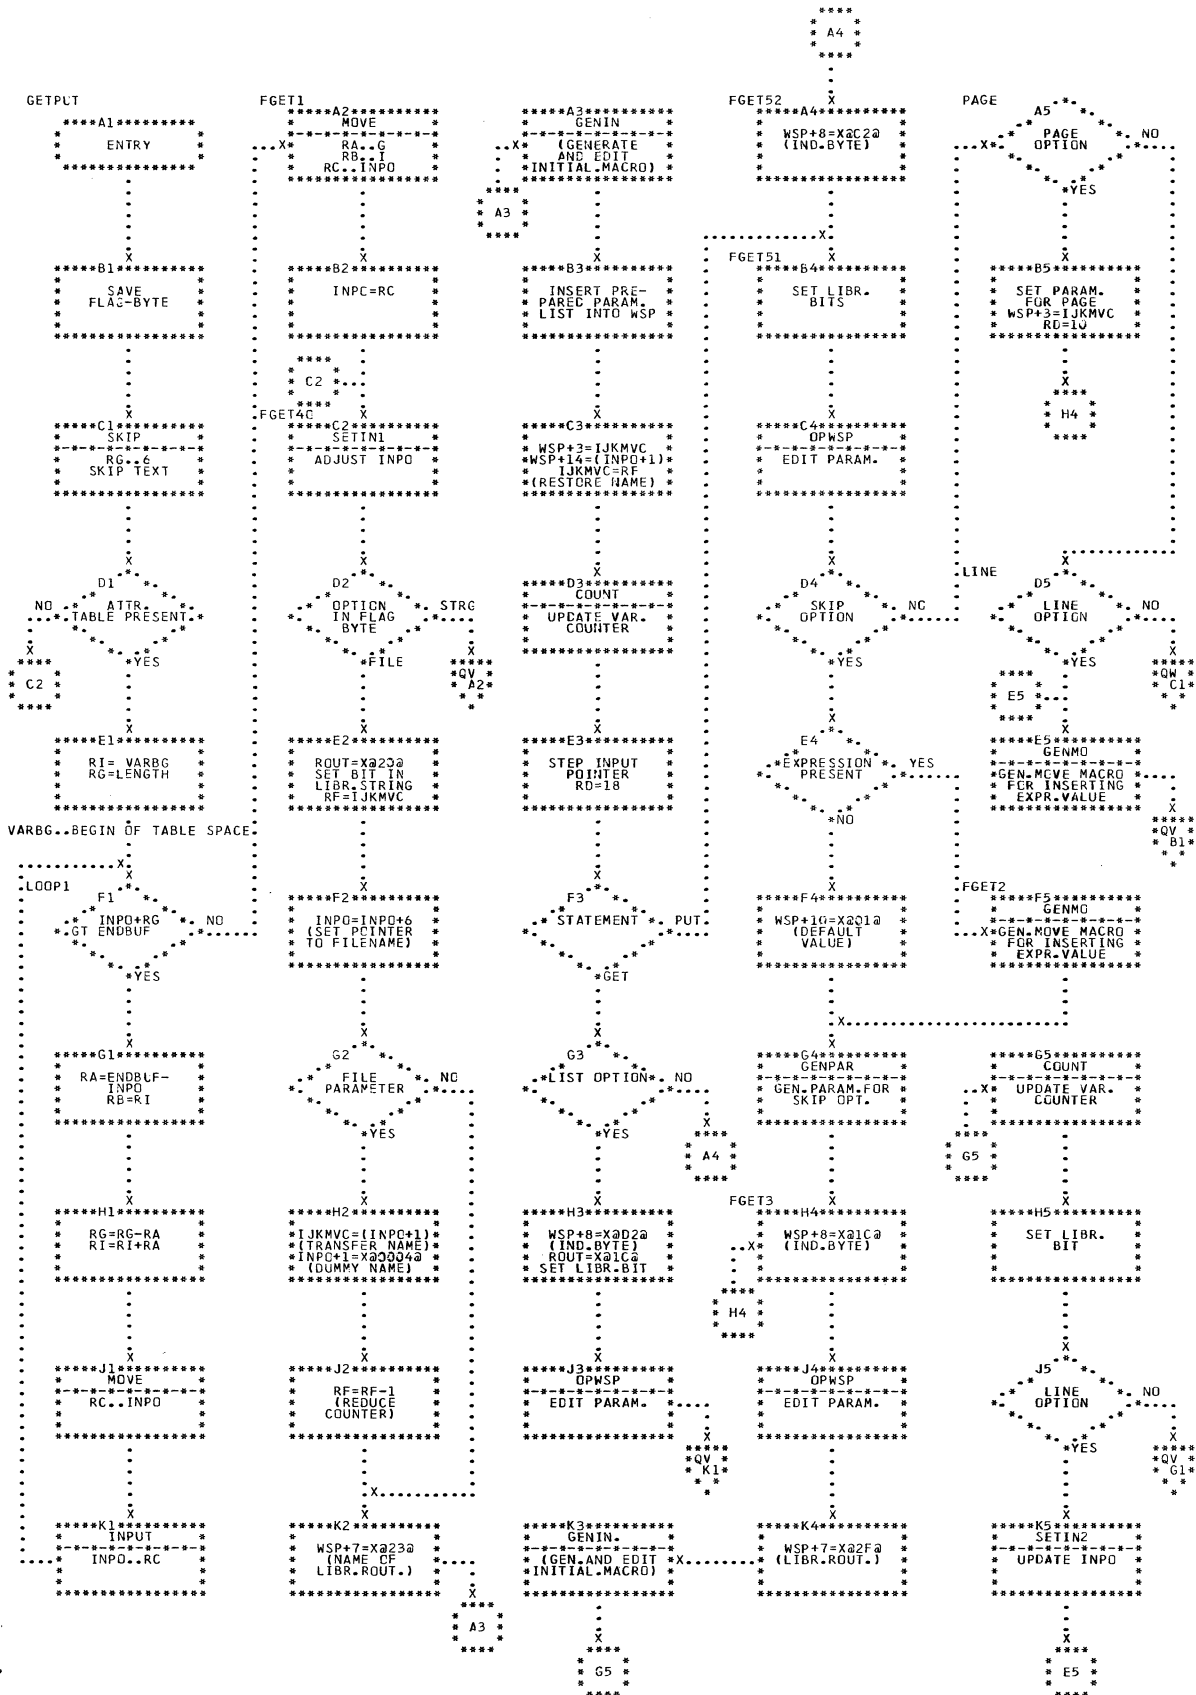 A4
GETPUT
A1
ENTRY
B1
SAVE
FLAG-BYTE
C1
SKIP
RG..6
SKIP TEXT
D1
ATTR.
TABLE PRESENT
NO
YES
C2
E1
RI= VARBG
RG=LENGTH
VARBG..BEGIN OF TABLE SPACE
LOOP1
F1
INPO+RG
GT ENDBUF
NO
YES
G1
RA=ENDBUF-
INPO
RB=RI
H1
RG=RG-RA
RI=RI+RA
J1
MOVE
RC..INPO
K1
INPUT
INPO..RC
FGET1
A2
MOVE
RA..G
RB..I
RC..INPO
B2
INPO=RC
C2
FGET40
C2
SETIN1
ADJUST INPO
D2
OPTION
IN FLAG
BYTE
STRG
FILE
QV
A2
E2
ROUT=X@20@
SET BIT IN
LIBR.STRING
RF=IJKMVC
F2
INPO=INPO+6
(SET POINTER
TO FILENAME)
G2
FILE
PARAMETER
NO
YES
H2
IJKMVC=(INPO+1)
(TRANSFER NAME)
INPO+1=X@0004@
(DUMMY NAME)
J2
RF=RF-1
(REDUCE
COUNTER)
K2
WSP+7=X@23@
(NAME OF
LIBR.ROUT.)
A3
A3
GENIN
(GENERATE
AND EDIT
INITIAL.MACRO)
A3
B3
INSERT PRE-
PARED PARAM.
LIST INTO WSP
C3
WSP+3=IJKMVC
WSP+14=(INPO+1)
IJKMVC=RF
(RESTORE NAME)
D3
COUNT
UPDATE VAR.
COUNTER
E3
STEP INPUT
POINTER
RD=18
F3
STATEMENT
PUT
GET
G3
LIST OPTION
NO
YES
A4
H3
WSP+8=X@D2@
(IND.BYTE)
ROUT=X@1C@
SET LIBR.BIT
J3
OPWSP
EDIT PARAM.
QV
K1
K3
GENIN.
(GEN.AND EDIT
INITIAL.MACRO)
G5
FGET52
A4
WSP+8=X@C2@
(IND.BYTE)
FGET51
B4
SET LIBR.
BITS
C4
OPWSP
EDIT PARAM.
D4
SKIP
OPTION
NO
YES
E4
EXPRESSION
PRESENT
YES
NO
F4
WSP+10=X@01@
(DEFAULT
VALUE)
G4
GENPAR
GEN.PARAM.FOR
SKIP OPT.
FGET3
H4
WSP+8=X@1C@
(IND.BYTE)
H4
J4
OPWSP
EDIT PARAM.
K4
WSP+7=X@2F@
(LIBR.ROUT.)
PAGE
A5
PAGE
OPTION
NO
YES
B5
SET PARAM.
FOR PAGE
WSP+3=IJKMVC
RD=10
H4
LINE
D5
LINE
OPTION
NO
YES
QW
C1
E5
E5
GENMO
GEN.MOVE MACRO
FOR INSERTING
EXPR.VALUE
QV
B1
FGET2
F5
GENMO
GEN.MOVE MACRO
FOR INSERTING
EXPR.VALUE
G5
COUNT
UPDATE VAR.
COUNTER
G5
H5
SET LIBR.
BIT
J5
LINE
OPTION
NO
YES
QV
G1
K5
SETIN2
UPDATE INPO
E5